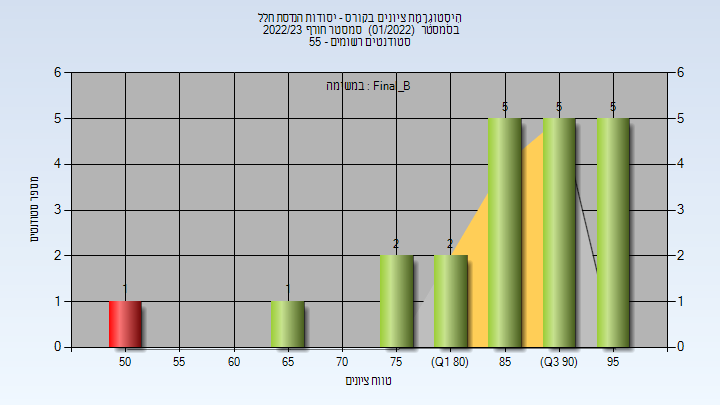 היסטוגרמת ציונים בקורס - יסודות הנדסת חלל
בסמסטר (01/2022) סמסטר חורף 2022/23
סטודנטים רשומים - 55
במשימה : Final_B
מספר סטודנטים
6 6
5 5
4 4
3 3
2 2
1 1
0 0
1 1 2 2 5 5 5
50 55 60 65 70 75 (Q1 80) 85 (Q3 90) 95
טווח ציונים